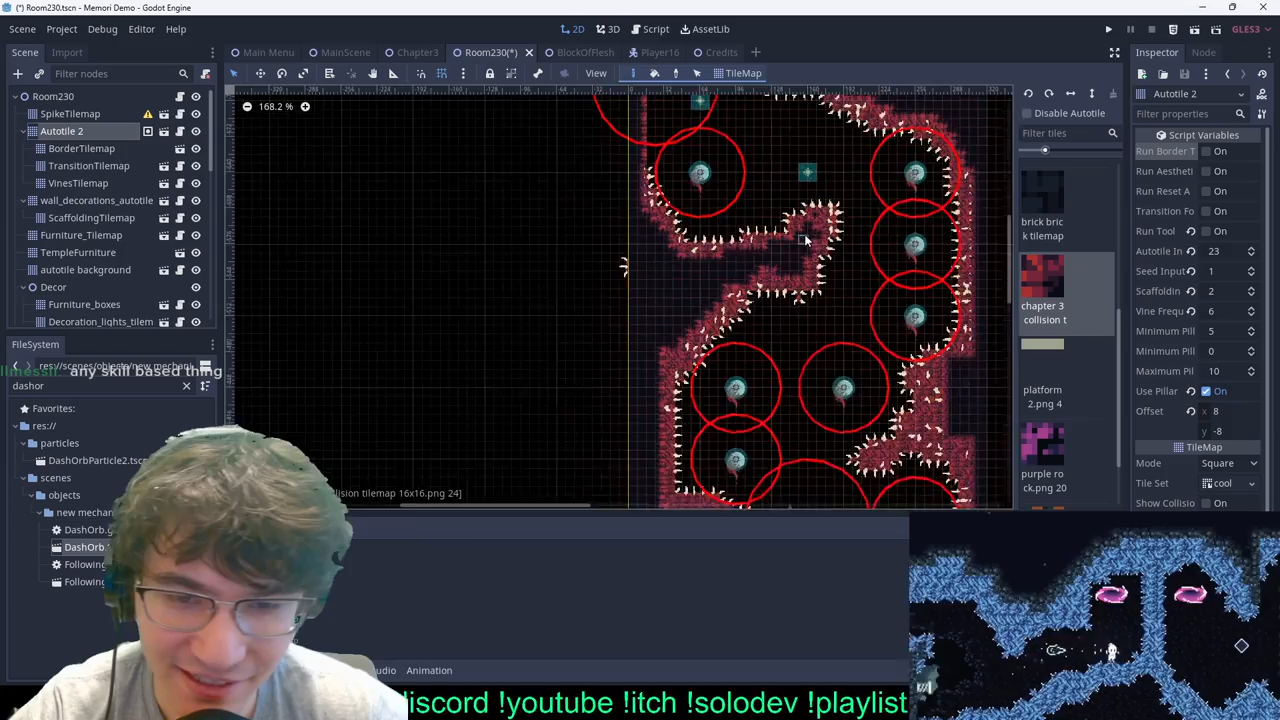 (*) Room230.tscn - Memori Demo - Godot Engine
Scene Project Debug Editor Help
2D 3D Script AssetLib
GLES3
Scene Import
Main Menu MainScene Chapter3 Room230(*) BlockOfFlesh Player16 Credits
Inspector Node
Filter nodes
View TileMap
Room230
SpikeTilemap
Autotile 2
BorderTilemap
TransitionTilemap
VinesTilemap
ScaffoldingTilemap
Furniture_Tilemap
TempleFurniture
autotile background
Decor
Furniture_boxes
Decoration_lights_tilem
168.2 %
FileSystem
any skill based thing
dashor
Favorites:
particles
DashOrbParticle2.tscn
scenes
objects
new mechan
Following
Following
Disable Autotile
Filter tiles
brick brick
k tilemap
chapter 3
collision t
platform
2.png 4
purple ro
ck.png 20
Autotile 2
Filter properties
Script Variables
Run Border T On
Run Aestheti On
Run Reset A On
Transition Fo On
Run Tool On
Autotile In 23
Seed Input 1
Scaffoldin 2
Vine Frequ 6
Minimum Pill 5
Minimum Pill 0
Maximum Pil 10
Use Pillar On
Offset x 8
y -8
TileMap
Mode Square
Tile Set cool
Show Collisio On
ision tilemap 16x16.png 24]
udio Animation
iscord !youtube !itch !solodev !playlist